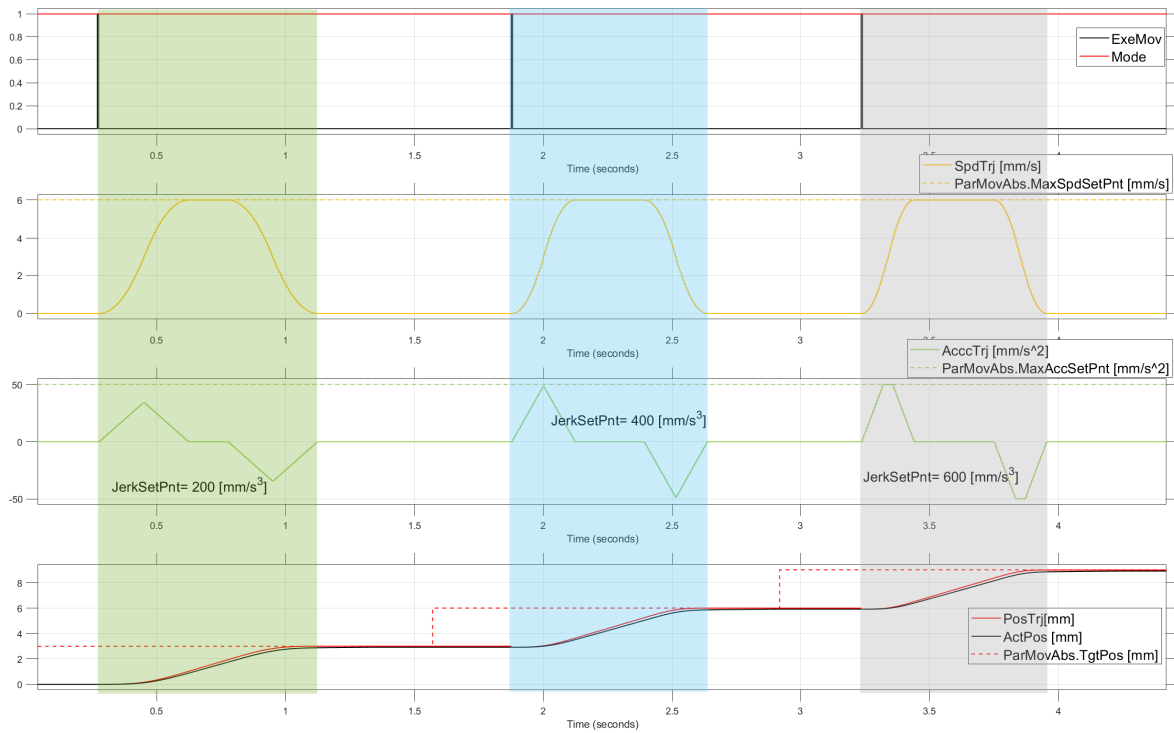 1
0.8
0.6
0.4
0.2
0
ExeMov
Mode
0.5 1 1.5 2 2.5 3 3.5 4
Time (seconds)
SpdTrj [mm/s]
ParMovAbs.MaxSpdSetPnt [mm/s]
6
4
2
0
0.5 1 1.5 2 2.5 3 3.5 4
Time (seconds)
AcccTrj [mm/s^2]
ParMovAbs.MaxAccSetPnt [mm/s^2]
50
0
-50
JerkSetPnt= 200 [mm/s³]
JerkSetPnt= 400 [mm/s³]
JerkSetPnt= 600 [mm/s³]
0.5 1 1.5 2 2.5 3 3.5 4
Time (seconds)
8
6
4
2
0
PosTrj[mm]
ActPos [mm]
ParMovAbs.TgtPos [mm]
0.5 1 1.5 2 2.5 3 3.5 4
Time (seconds)